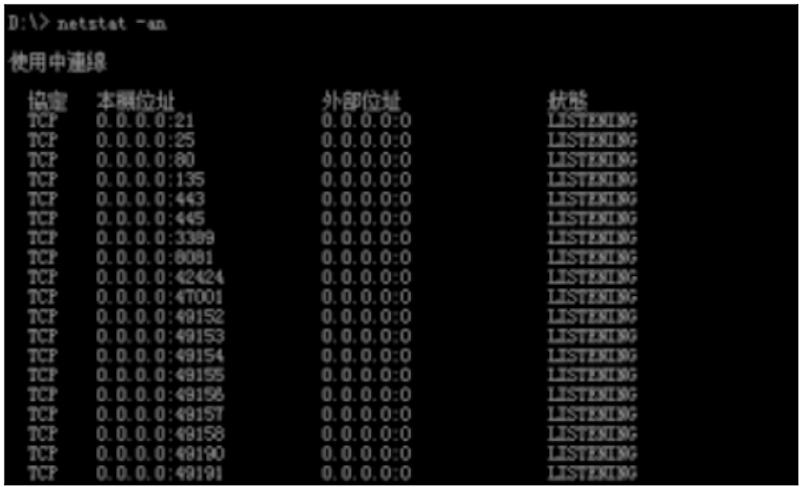 D:\> netstat -an
使用中連線
協定 本機位址 外部位址 狀態
TCP 0.0.0.0:21 0.0.0.0:0 LISTENING
TCP 0.0.0.0:25 0.0.0.0:0 LISTENING
TCP 0.0.0.0:80 0.0.0.0:0 LISTENING
TCP 0.0.0.0:135 0.0.0.0:0 LISTENING
TCP 0.0.0.0:443 0.0.0.0:0 LISTENING
TCP 0.0.0.0:445 0.0.0.0:0 LISTENING
TCP 0.0.0.0:3389 0.0.0.0:0 LISTENING
TCP 0.0.0.0:8081 0.0.0.0:0 LISTENING
TCP 0.0.0.0:42424 0.0.0.0:0 LISTENING
TCP 0.0.0.0:47001 0.0.0.0:0 LISTENING
TCP 0.0.0.0:49152 0.0.0.0:0 LISTENING
TCP 0.0.0.0:49153 0.0.0.0:0 LISTENING
TCP 0.0.0.0:49154 0.0.0.0:0 LISTENING
TCP 0.0.0.0:49155 0.0.0.0:0 LISTENING
TCP 0.0.0.0:49156 0.0.0.0:0 LISTENING
TCP 0.0.0.0:49157 0.0.0.0:0 LISTENING
TCP 0.0.0.0:49158 0.0.0.0:0 LISTENING
TCP 0.0.0.0:49190 0.0.0.0:0 LISTENING
TCP 0.0.0.0:49191 0.0.0.0:0 LISTENING